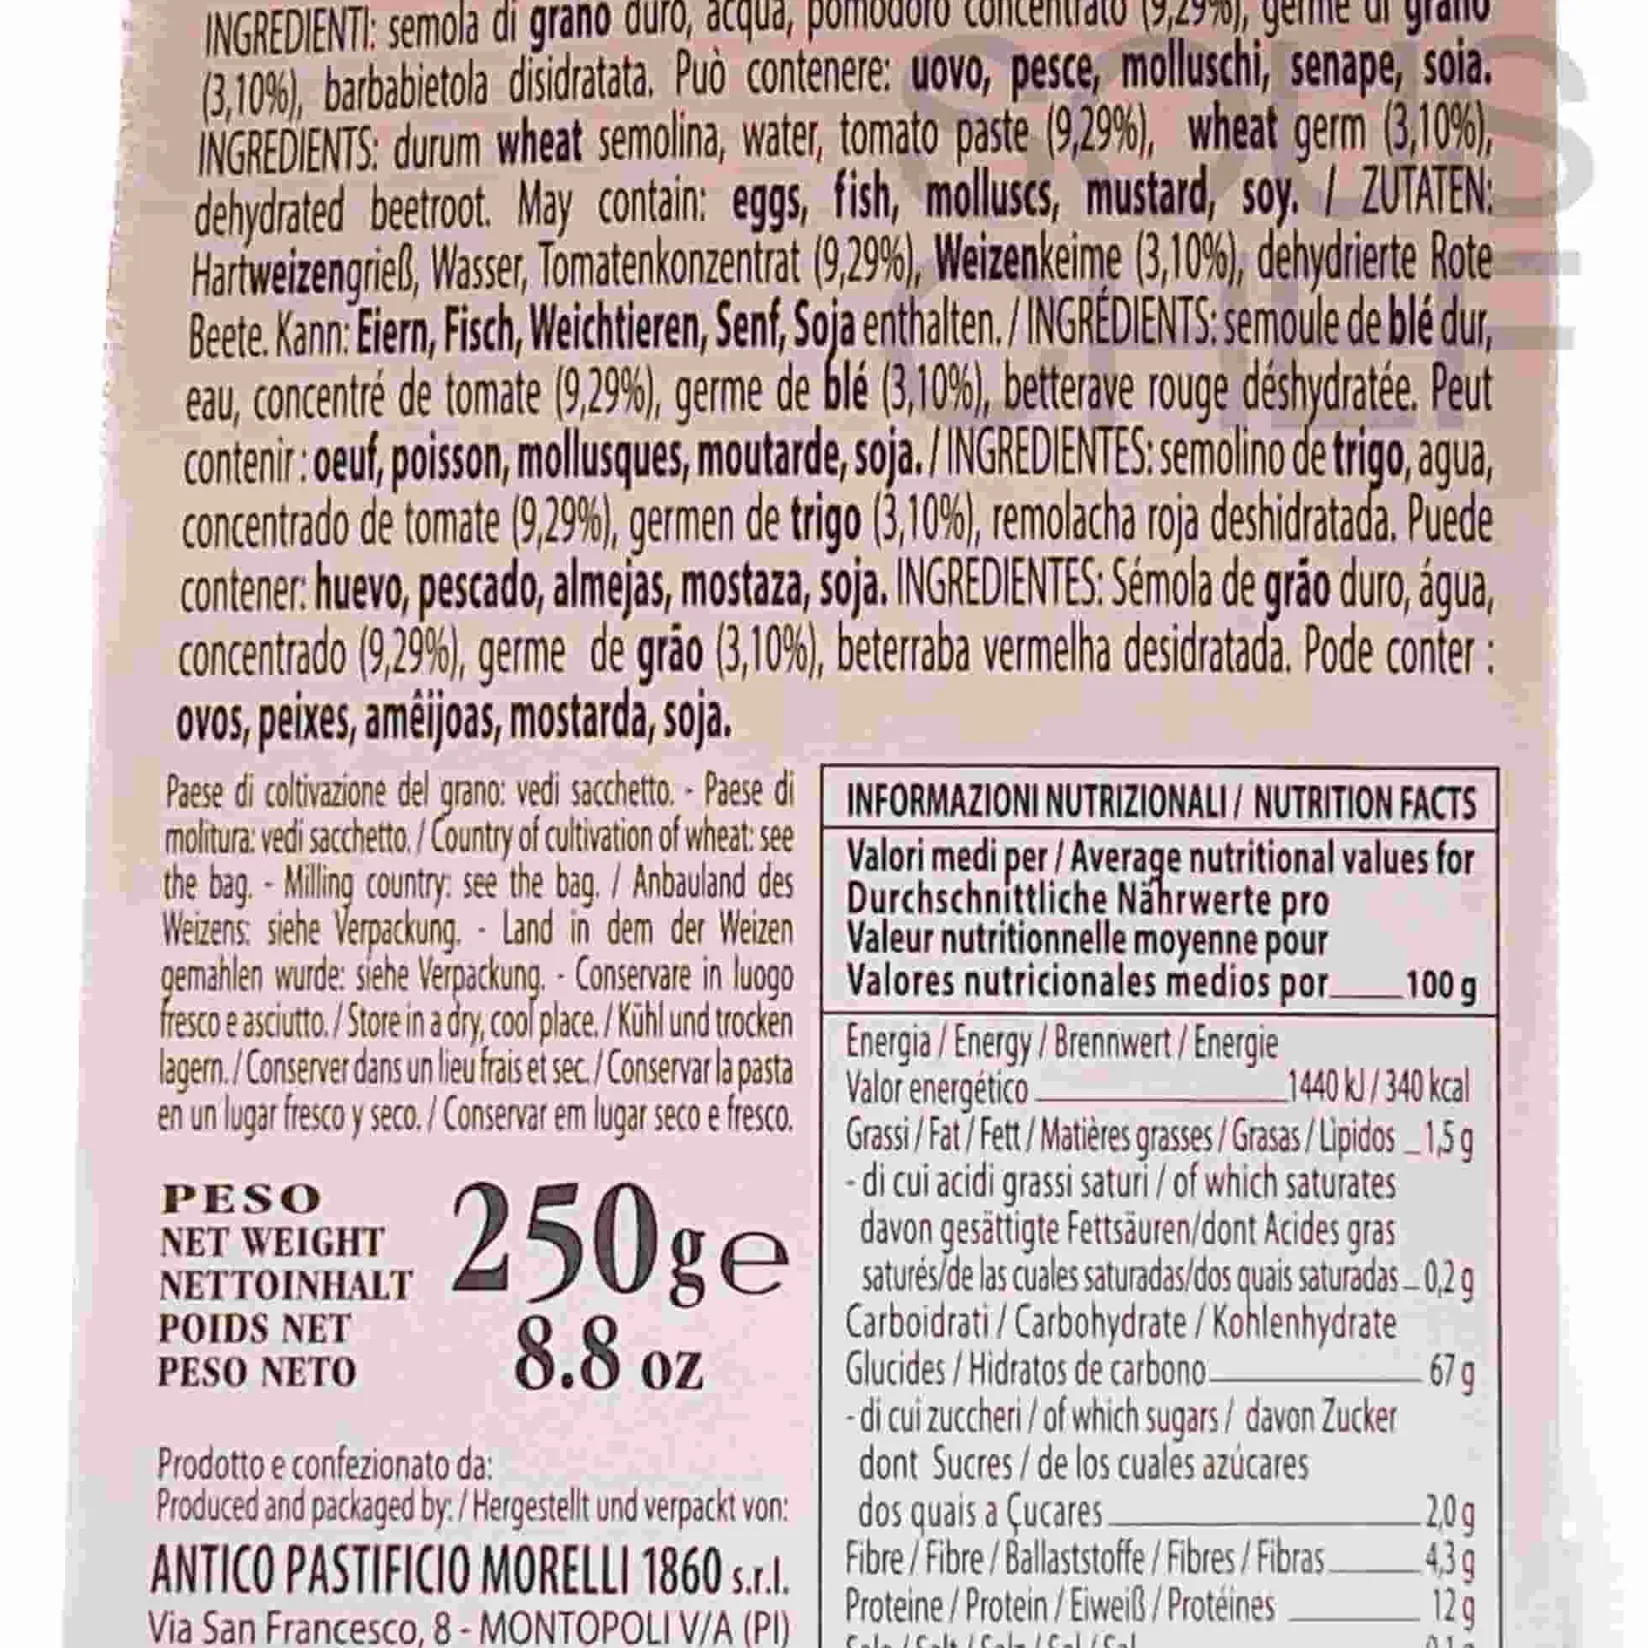 INGREDIENTI: semola di grano duro, acqua, pomodoro concentrato (9,29%), germe di grano
(3,10%), barbabietola disidratata. Può contenere: uovo, pesce, molluschi, senape, soia.
INGREDIENTS: durum wheat semolina, water, tomato paste (9,29%), wheat germ (3,10%),
dehydrated beetroot. May contain: eggs, fish, molluscs, mustard, soy. / ZUTATEN:
Hartweizengrieß, Wasser, Tomatenkonzentrat (9,29%), Weizenkeime (3,10%), dehydrierte Rote
Beete. Kann: Eiern, Fisch, Weichtieren, Senf, Soja enthalten. / INGRÉDIENTS: semoule de blé dur,
eau, concentré de tomate (9,29%), germe de blé (3,10%), betterave rouge déshydratée. Peut
contenir : oeuf, poisson, mollusques, moutarde, soja. / INGREDIENTES: semolino de trigo, agua,
concentrado de tomate (9,29%), germen de trigo (3,10%), remolacha roja deshidratada. Puede
contener: huevo, pescado, almejas, mostaza, soja. INGREDIENTES: Sémola de grão duro, água,
concentrado (9,29%), germe de grão (3,10%), beterraba vermelha desidratada. Pode conter :
ovos, peixes, amêijoas, mostarda, soja.
Paese di coltivazione del grano: vedi sacchetto. - Paese di
molitura: vedi sacchetto. / Country of cultivation of wheat: see
the bag. - Milling country: see the bag. / Anbauland des
Weizens: siehe Verpackung. - Land in dem der Weizen
gemahlen wurde: siehe Verpackung. - Conservare in luogo
fresco e asciutto. / Store in a dry, cool place. / Kühl und trocken
lagern. / Conserver dans un lieu frais et sec. / Conservar la pasta
en un lugar fresco y seco. / Conservar em lugar seco e fresco.
PESO
NET WEIGHT
NETTOINHALT
POIDS NET
PESO NETO
250g e
8.8 oz
Prodotto e confezionato da:
Produced and packaged by: / Hergestellt und verpackt von:
ANTICO PASTIFICIO MORELLI 1860 s.r.l.
Via San Francesco, 8 - MONTOPOLI V/A (PI)
INFORMAZIONI NUTRIZIONALI / NUTRITION FACTS
Valori medi per / Average nutritional values for
Durchschnittliche Nährwerte pro
Valeur nutritionnelle moyenne pour
Valores nutricionales medios por 100 g
Energia / Energy / Brennwert / Energie
Valor energético 1440 kJ / 340 kcal
Grassi / Fat / Fett / Matières grasses / Grasas / Lipidos 1,5 g
- di cui acidi grassi saturi / of which saturates
davon gesättigte Fettsäuren/dont Acides gras
saturés/de las cuales saturadas/dos quais saturadas 0,2 g
Carboidrati / Carbohydrate / Kohlenhydrate
Glucides / Hidratos de carbono 67 g
- di cui zuccheri / of which sugars / davon Zucker
dont Sucres / de los cuales azúcares
dos quais a Çucares 2,0 g
Fibre / Fibre / Ballaststoffe / Fibres / Fibras 4,3 g
Proteine / Protein / Eiweiß / Protéines 12 g